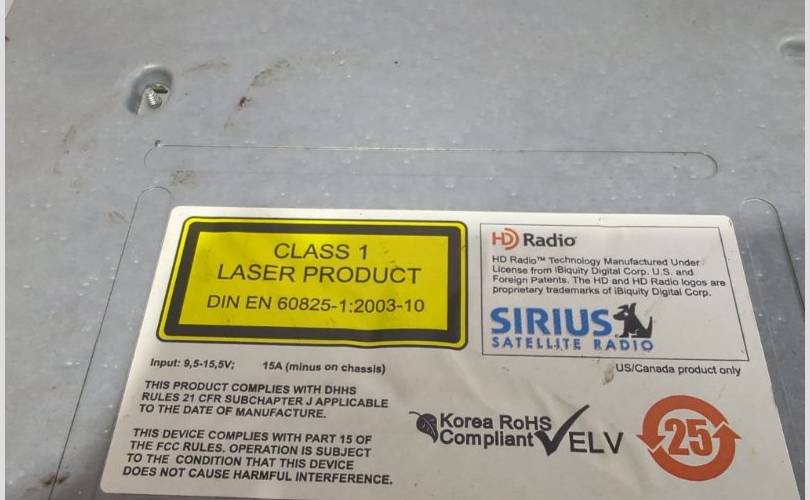 CLASS 1
LASER PRODUCT
DIN EN 60825-1:2003-10
HD Radio
HD Radio™ Technology Manufactured Under
License from iBiquity Digital Corp. U.S. and
Foreign Patents. The HD and HD Radio logos are
proprietary trademarks of iBiquity Digital Corp.
SIRIUS
SATELLITE RADIO
Input: 9,5-15,5V; 15A (minus on chassis)
US/Canada product only
THIS PRODUCT COMPLIES WITH DHHS
RULES 21 CFR SUBCHAPTER J APPLICABLE
TO THE DATE OF MANUFACTURE.
THIS DEVICE COMPLIES WITH PART 15 OF
THE FCC RULES. OPERATION IS SUBJECT
TO THE CONDITION THAT THIS DEVICE
DOES NOT CAUSE HARMFUL INTERFERENCE.
Korea RoHS
Compliant
ELV
25